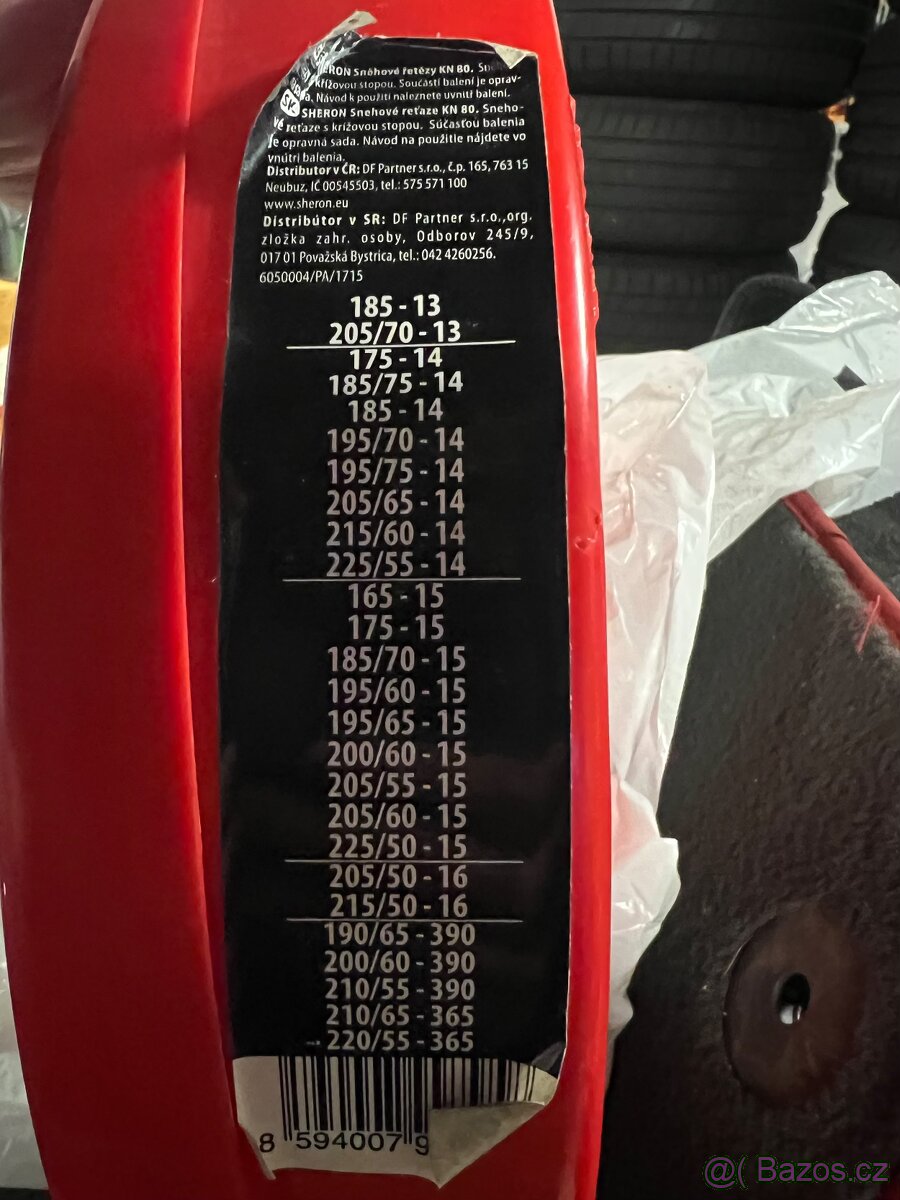 SHERON Sněhové řetězy KN 80.
křížovou stopou. Součástí balení je oprav-
Návod k použití naleznete uvnitř balení.
SK SHERON Snehové reťaze KN 80. Sneho-
vé reťaze s krížovou stopou. Súčasťou balenia
je opravná sada. Návod na použitie nájdete vo
vnútri balenia.
Distributor v ČR: DF Partner s.r.o., č.p. 165, 763 15
Neubuz, IČ 00545503, tel.: 575 571 100
www.sheron.eu
Distribútor v SR: DF Partner s.r.o.,org.
zložka zahr. osoby, Odborov 245/9,
017 01 Považská Bystrica, tel.: 042 4260256.
6050004/PA/1715
185 - 13
205/70 - 13
175 - 14
185/75 - 14
185 - 14
195/70 - 14
195/75 - 14
205/65 - 14
215/60 - 14
225/55 - 14
165 - 15
175 - 15
185/70 - 15
195/60 - 15
195/65 - 15
200/60 - 15
205/55 - 15
205/60 - 15
225/50 - 15
205/50 - 16
215/50 - 16
190/65 - 390
200/60 - 390
210/55 - 390
210/65 - 365
220/55 - 365
8 594007 9
@( Bazos.cz